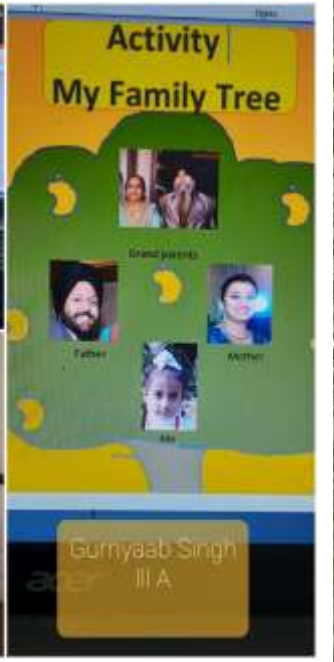 Activity
My Family Tree
Grand parents
Father
Mother
Me
acer
Gurnyaab Singh
III A